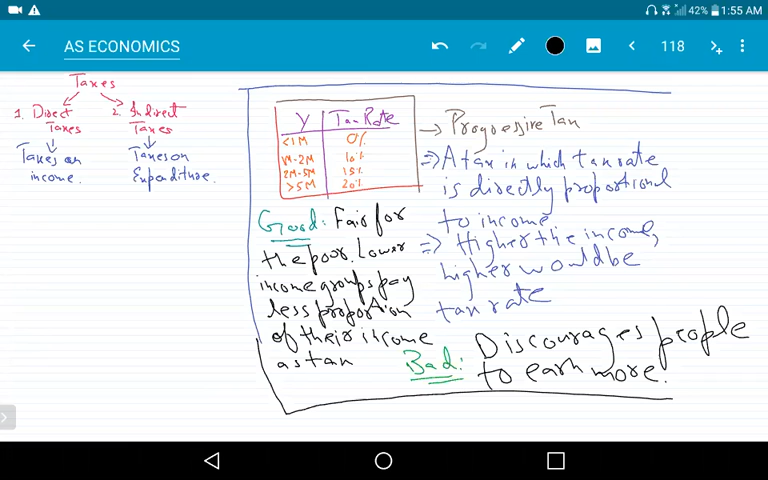 42% 1:55 AM
AS ECONOMICS
118
Taxes
1. Direct Taxes
2. Indirect Taxes
Taxes on income.
Taxes on Expenditure.
Y Tax Rate
<1M 0%
1M-2M 10%
2M-5M 15%
>5M 20%
→ Progressive Tax
⇒ A tax in which tax rate
is directly proportional
to income
⇒ Higher the income,
higher would be
tax rate
Good: Fair for
the poor. Lower
income groups pay
less proportion
of their income
as tax
Bad: Discourages people
to earn more.